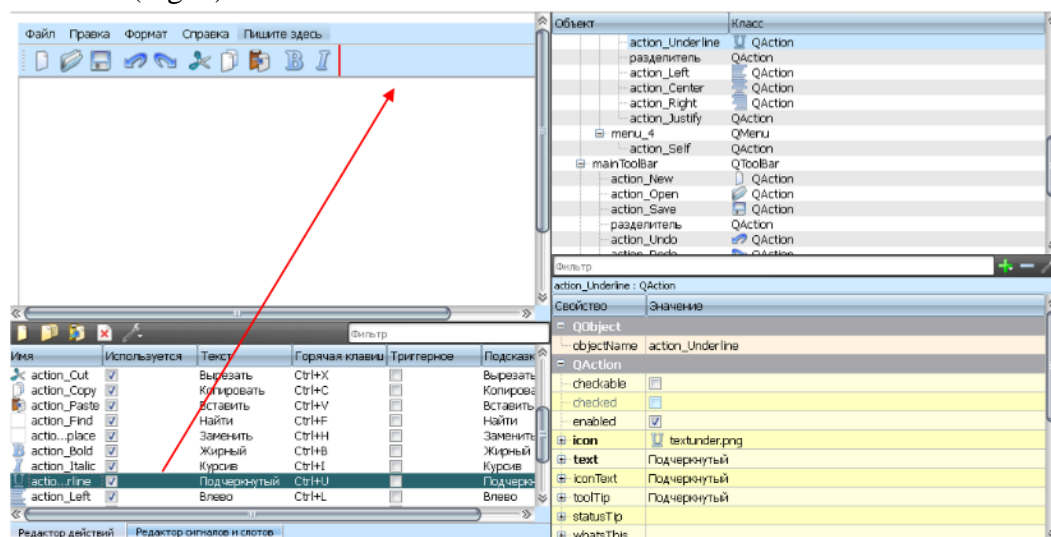 Файл Правка Формат Справка Пишите здесь
Объект Класс
action_Underline QAction
разделитель QAction
action_Left QAction
action_Center QAction
action_Right QAction
action_Justify QAction
menu_4 QMenu
action_Self QAction
mainToolBar QToolBar
action_New QAction
action_Open QAction
action_Save QAction
разделитель QAction
action_Undo QAction
Фильтр
action_Underline : QAction
Свойство Значение
QObject
objectName action_Underline
QAction
checkable
checked
enabled
icon textunder.png
text Подчеркнутый
iconText Подчеркнутый
toolTip Подчеркнутый
statusTip
whatsThis
Фильтр
Имя Используется Текст Горячая клавиш Триггерное Подсказк
action_Cut Вырезать Ctrl+X Вырезать
action_Copy Копировать Ctrl+C Копирова
action_Paste Вставить Ctrl+V Вставить
action_Find Найти Ctrl+F Найти
actio...place Заменить Ctrl+H Заменить
action_Bold Жирный Ctrl+B Жирный
action_Italic Курсив Ctrl+I Курсив
actio...rline Подчеркнутый Ctrl+U Подчеркн
action_Left Влево Ctrl+L Влево
Редактор действий Редактор сигналов и слотов